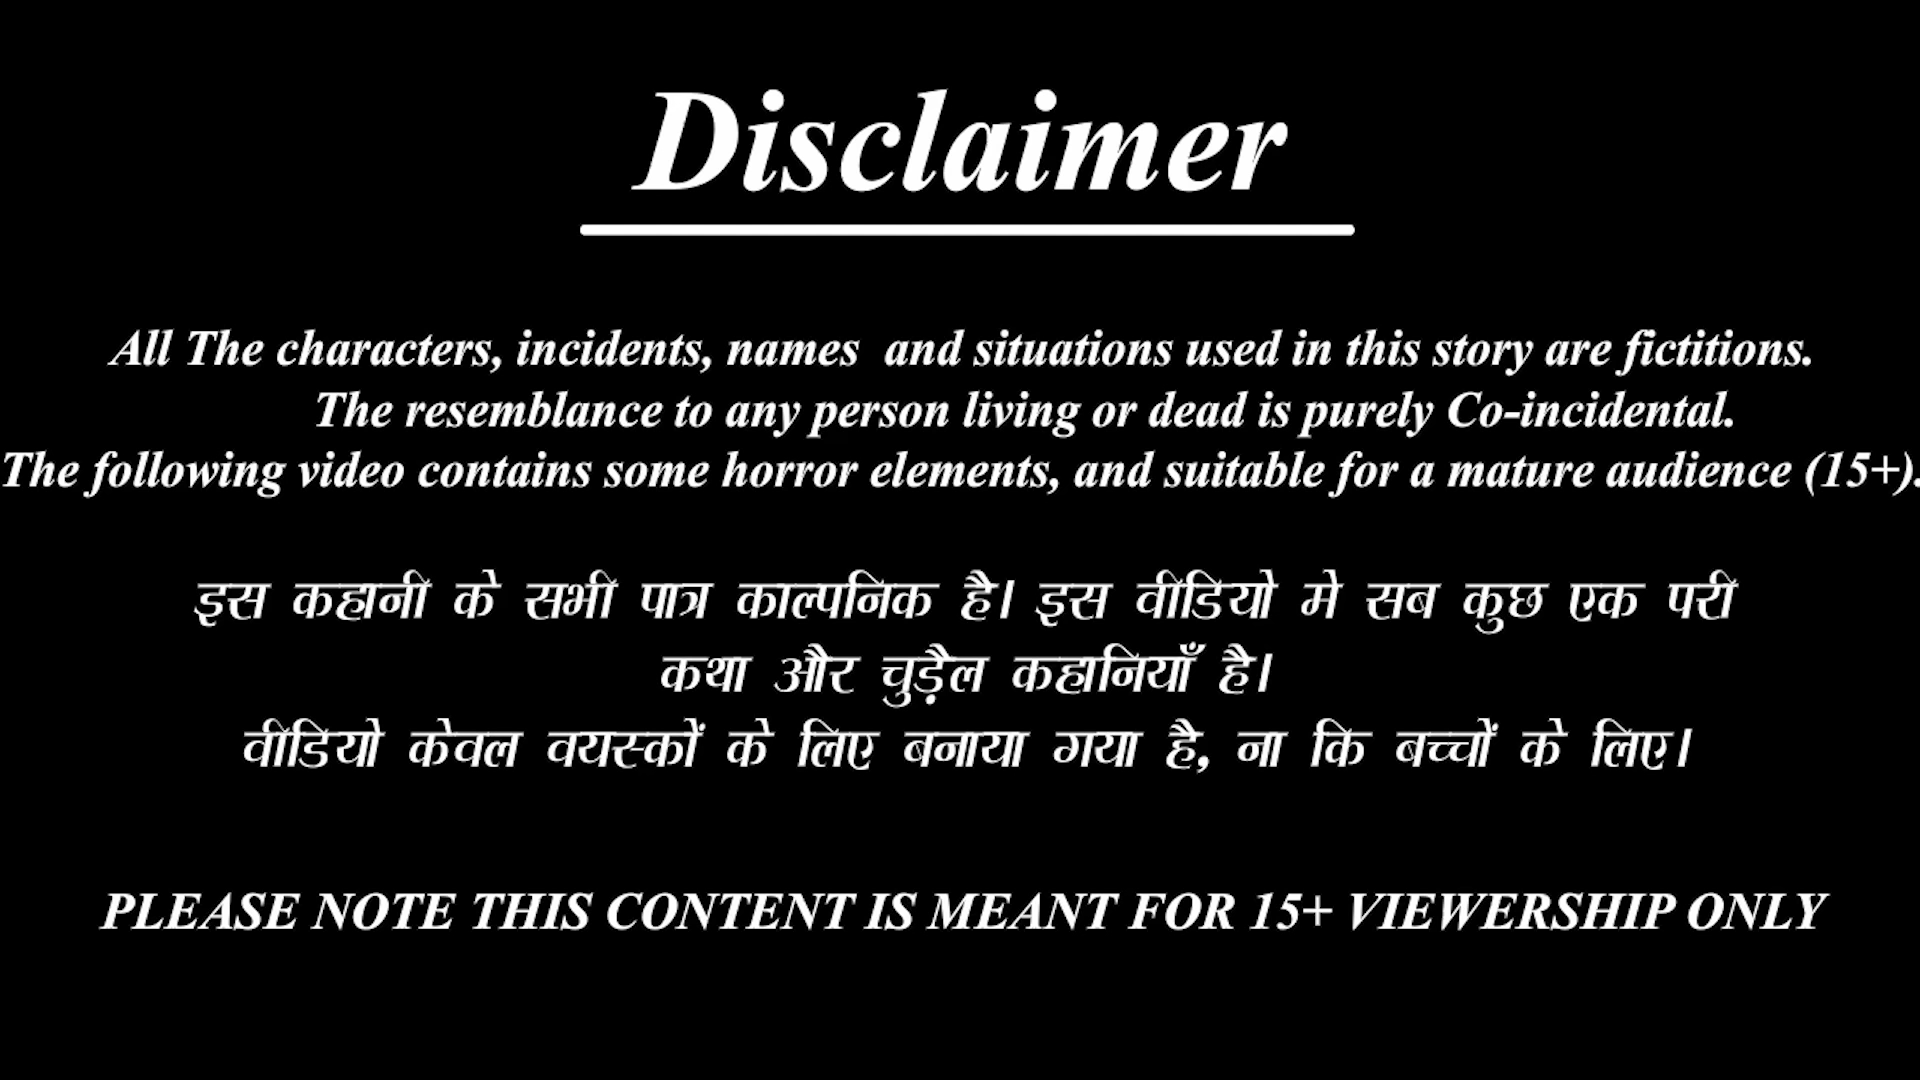 Disclaimer
All The characters, incidents, names and situations used in this story are fictitions.
The resemblance to any person living or dead is purely Co-incidental.
The following video contains some horror elements, and suitable for a mature audience (15+).
इस कहानी के सभी पात्र काल्पनिक है। इस वीडियो मे सब कुछ एक परी
कथा और चुड़ैल कहानियाँ है।
वीडियो केवल वयस्कों के लिए बनाया गया है, ना कि बच्चों के लिए।
PLEASE NOTE THIS CONTENT IS MEANT FOR 15+ VIEWERSHIP ONLY